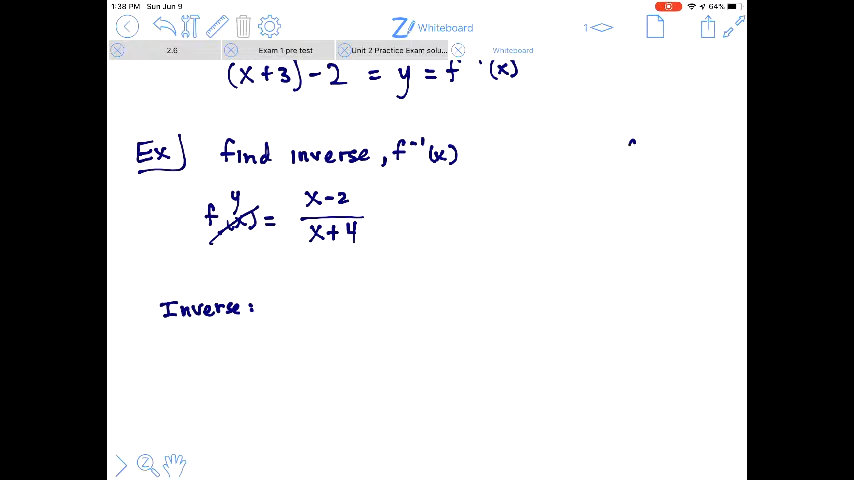 1:38 PM Sun Jun 9
64%
Whiteboard
1
2.6
Exam 1 pre test
Unit 2 Practice Exam solu...
Whiteboard
(x+3) - 2 = y = f⁻¹(x)
Ex) find inverse, f⁻¹(x)
y
f(x) = (x-2)/(x+4)
Inverse: